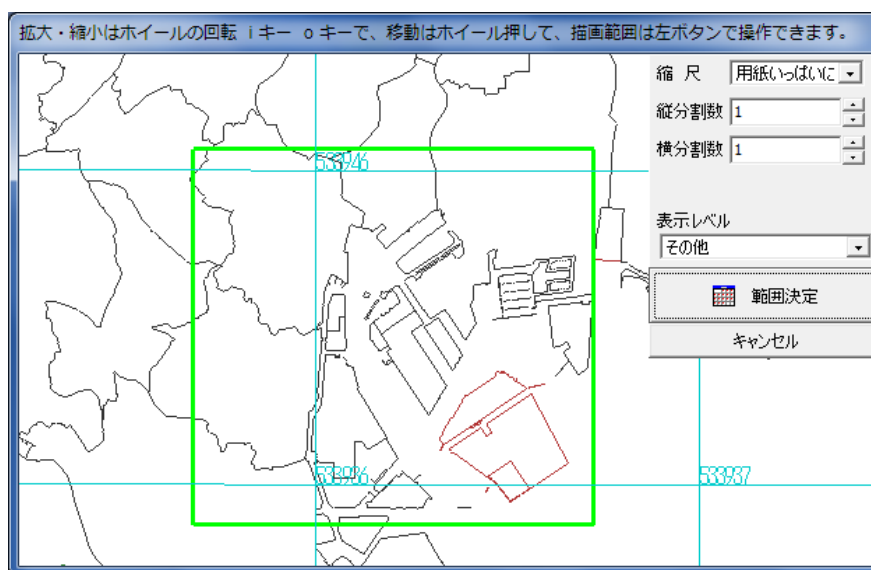 拡大・縮小はホイールの回転 iキー oキーで、移動はホイール押して、描画範囲は左ボタンで操作できます。
縮 尺 用紙いっぱいに
縦分割数 1
横分割数 1
533946
表示レベル
その他
範囲決定
キャンセル
533936
533937